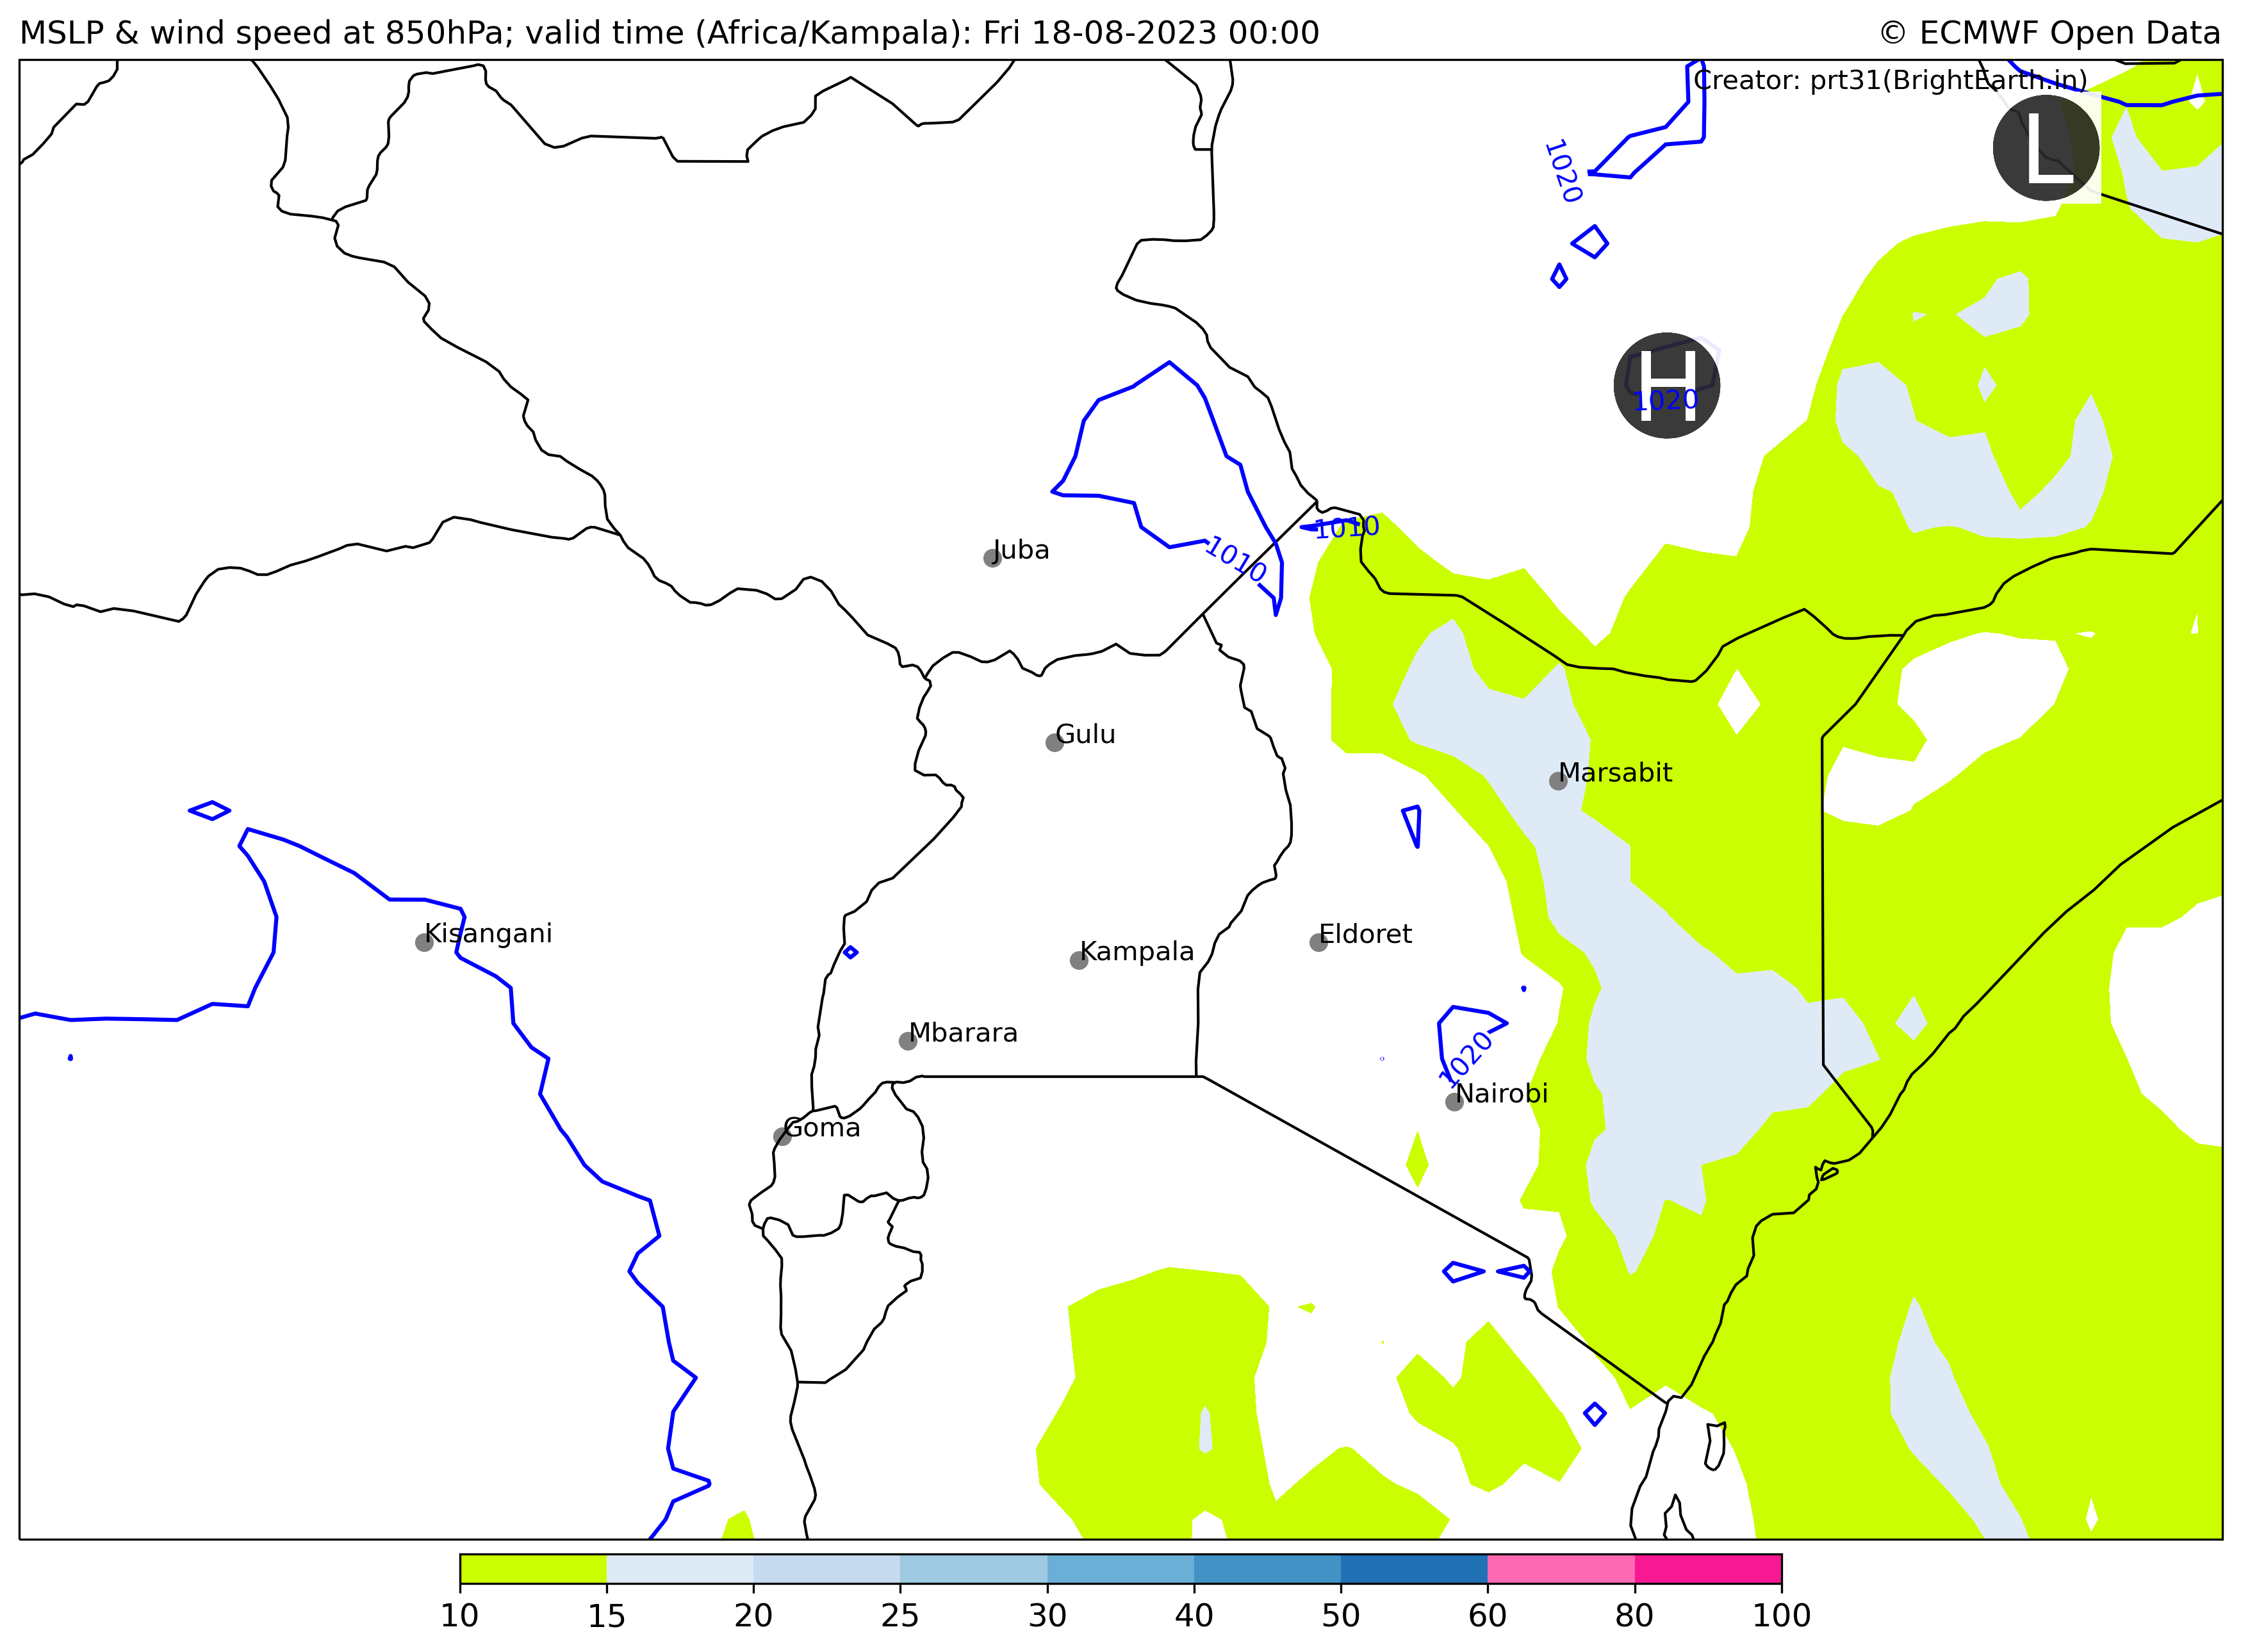 MSLP & wind speed at 850hPa; valid time (Africa/Kampala): Fri 18-08-2023 00:00
© ECMWF Open Data
Creator: prt31(BrightEarth.in)
L
1020
H
1020
1010
1010
Juba
Gulu
Marsabit
Kisangani
Eldoret
Kampala
Mbarara
1020
Nairobi
Goma
10 15 20 25 30 40 50 60 80 100